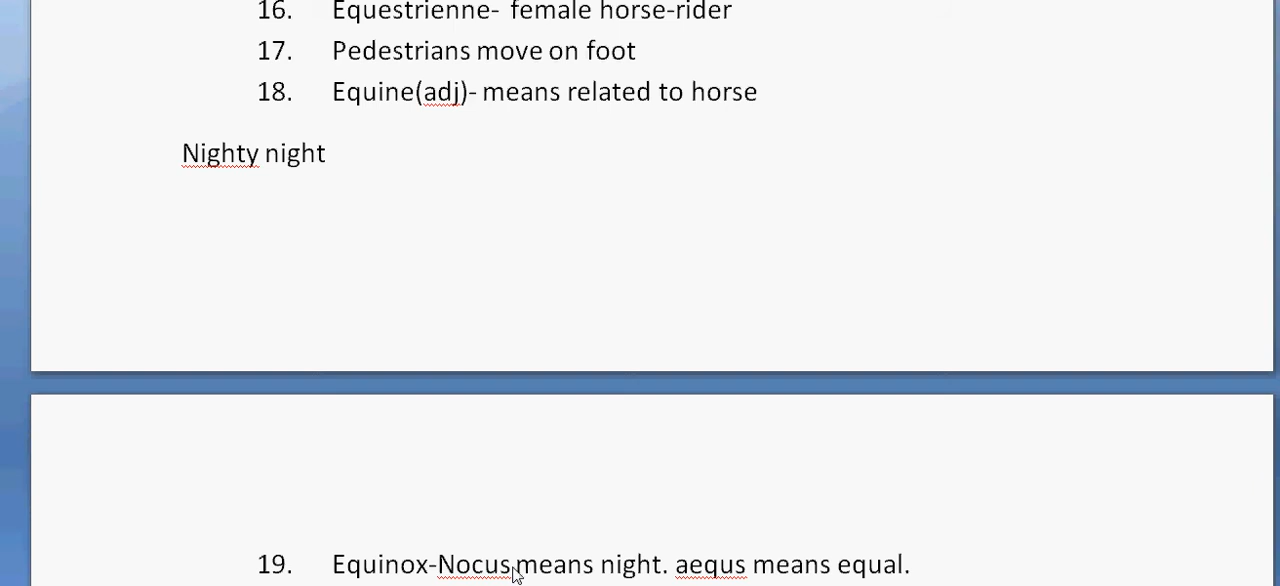 16. Equestrienne- female horse-rider
17. Pedestrians move on foot
18. Equine(adj)- means related to horse
Nighty night
19. Equinox-Nocus means night. aequs means equal.